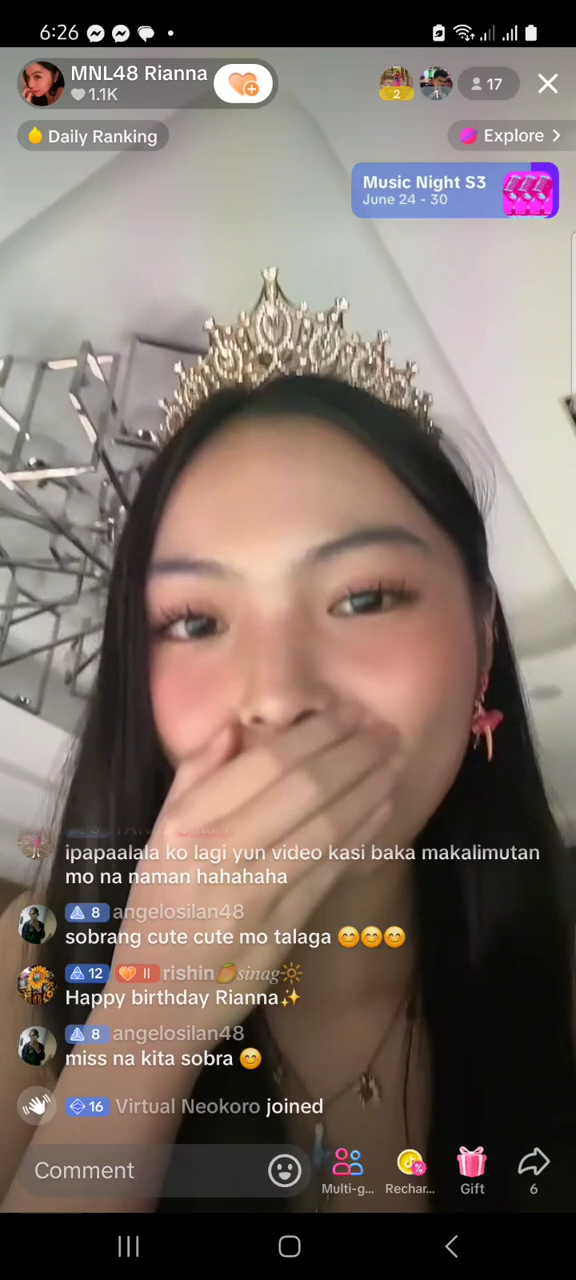 6:26
MNL48 Rianna
1.1K
2
1
17
Daily Ranking
Explore >
Music Night S3
June 24 - 30
ipapaalala ko lagi yun video kasi baka makalimutan
mo na naman hahahaha
8 angelosilan48
sobrang cute cute mo talaga 😊😊😊
12 II rishin🥭𝑠𝑖𝑛𝑎𝑔🔆
Happy birthday Rianna✨
8 angelosilan48
miss na kita sobra 😊
16 Virtual Neokoro joined
Comment
Multi-g...
Rechar...
Gift
6